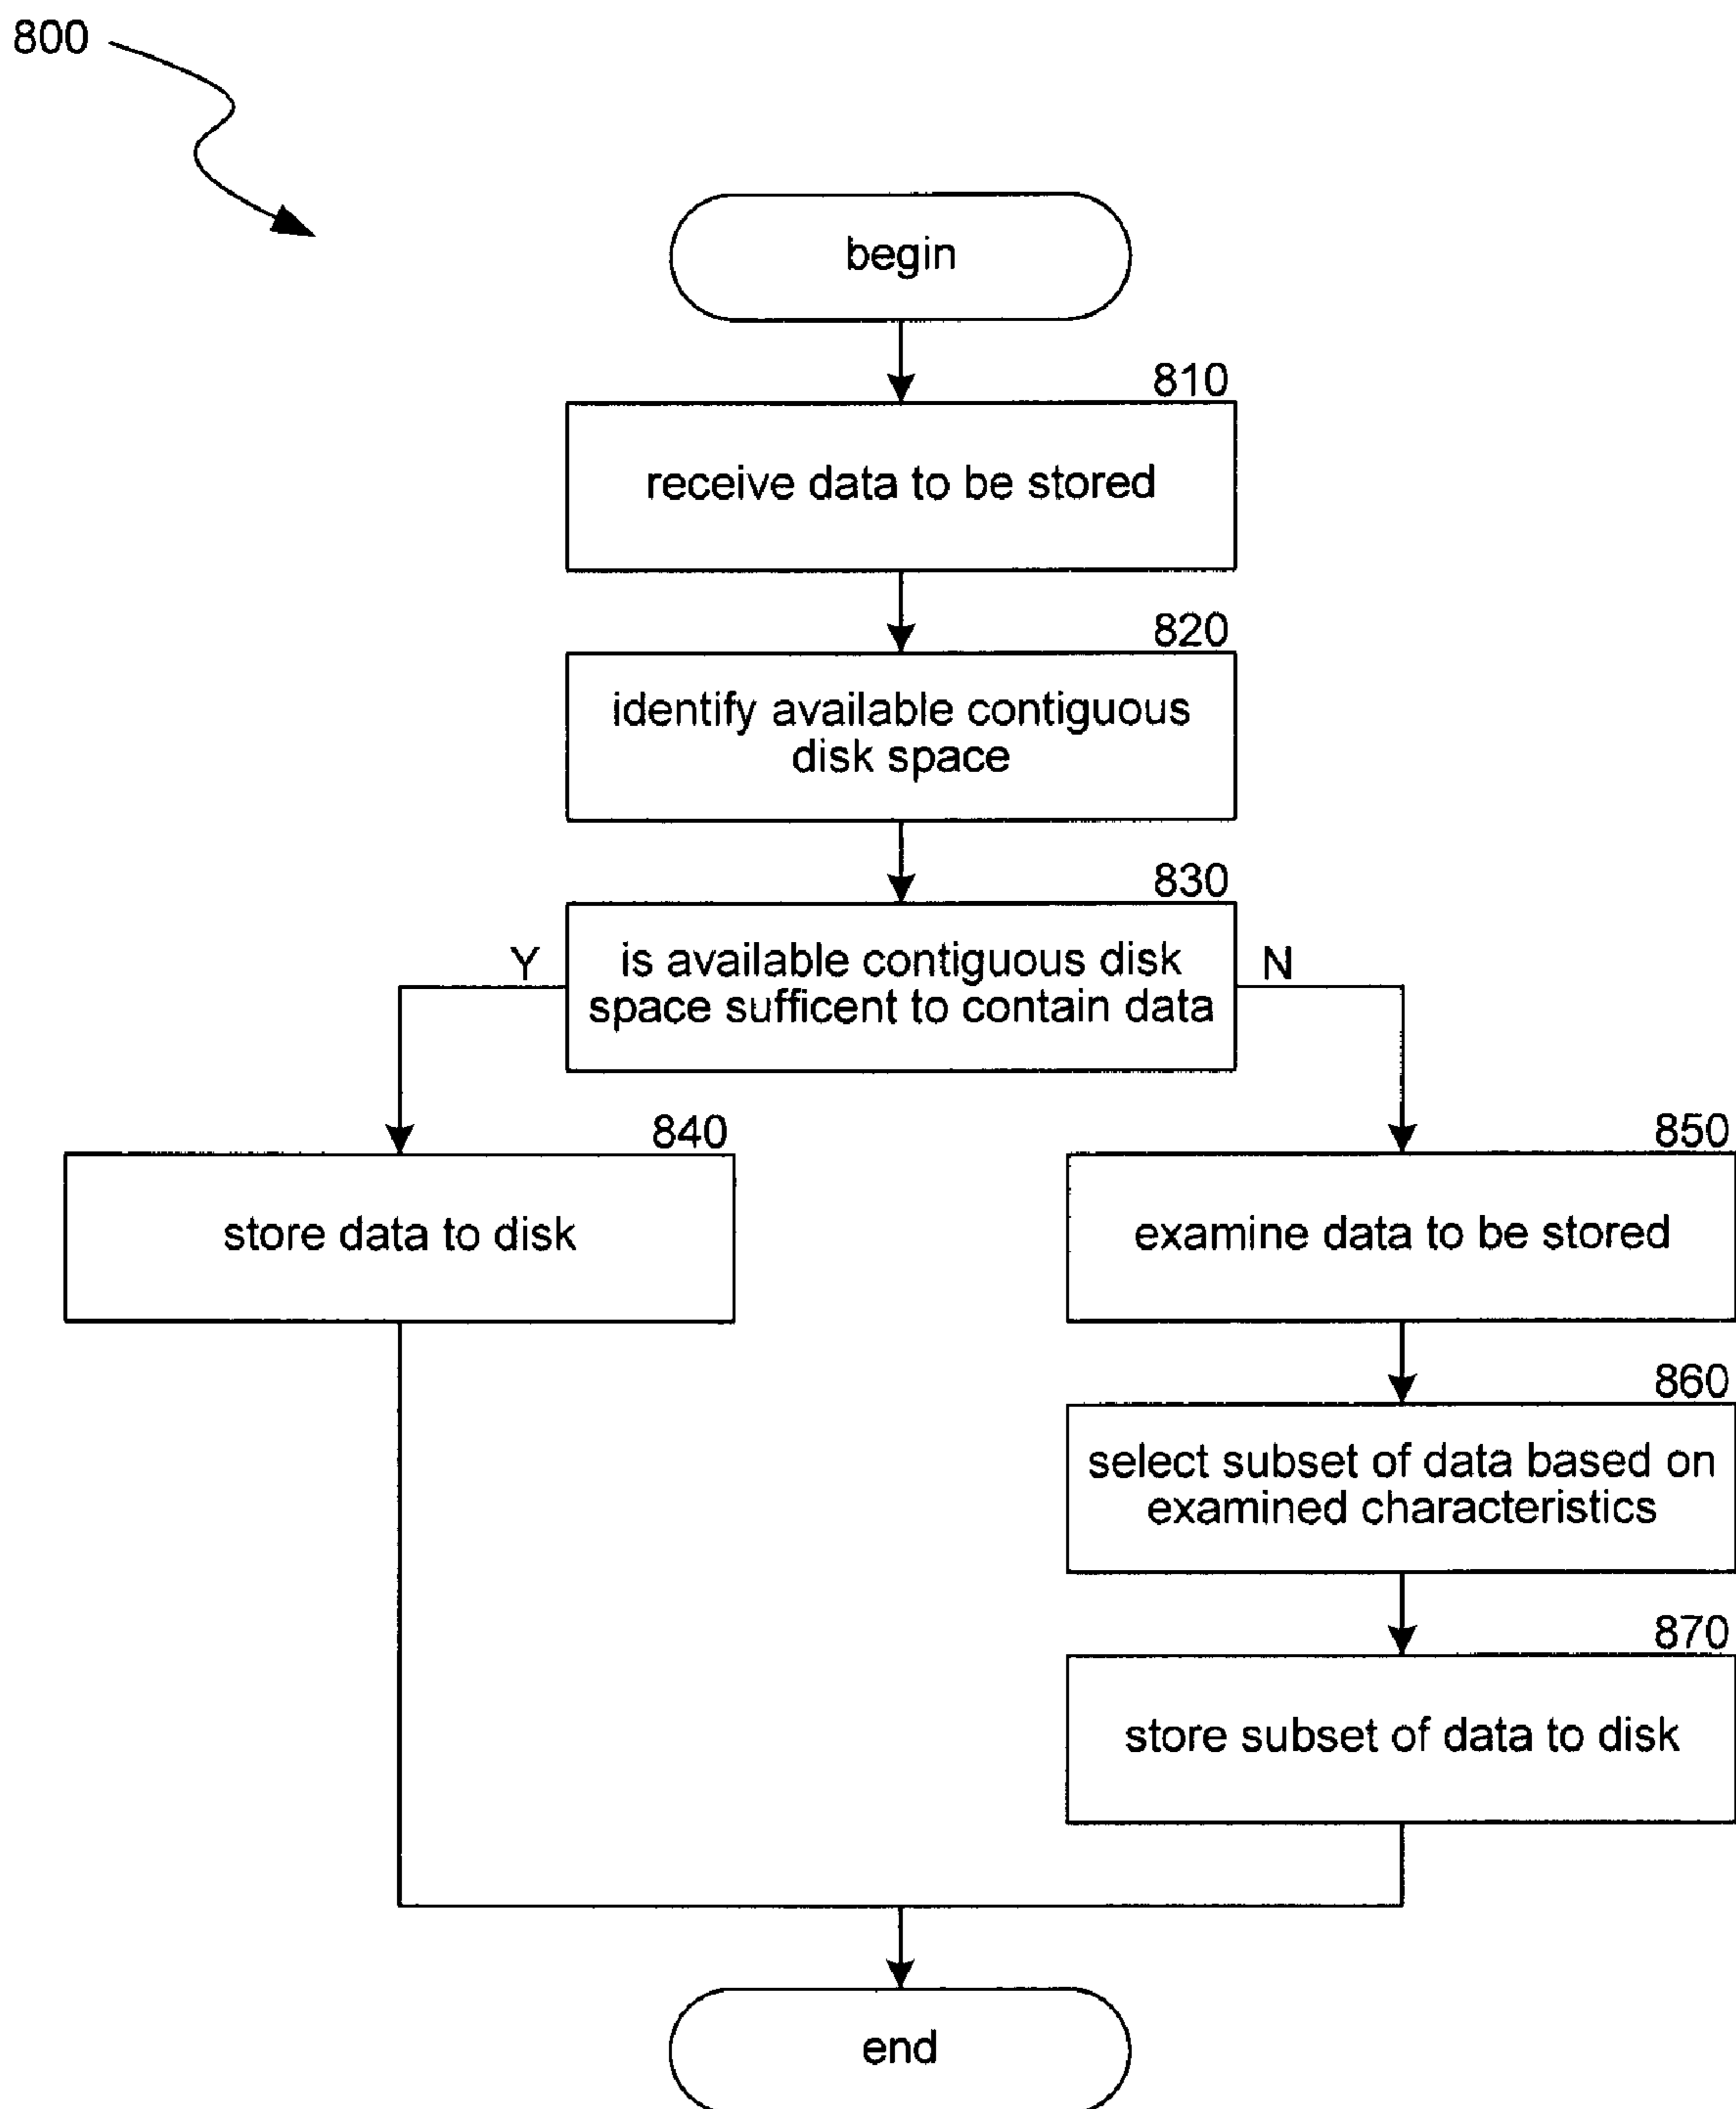 800
begin
810
receive data to be stored
820
identify available contiguous
disk space
830
Y
is available contiguous disk
space sufficent to contain data
N
840
store data to disk
850
examine data to be stored
860
select subset of data based on
examined characteristics
870
store subset of data to disk
end